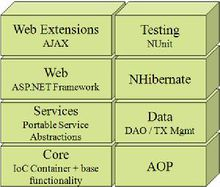 Web Extensions
AJAX
Testing
NUnit
Web
ASP.NET Framework
NHibernate
Services
Portable Service
Abstractions
Data
DAO / TX Mgmt
Core
IoC Container + base
functionality
AOP